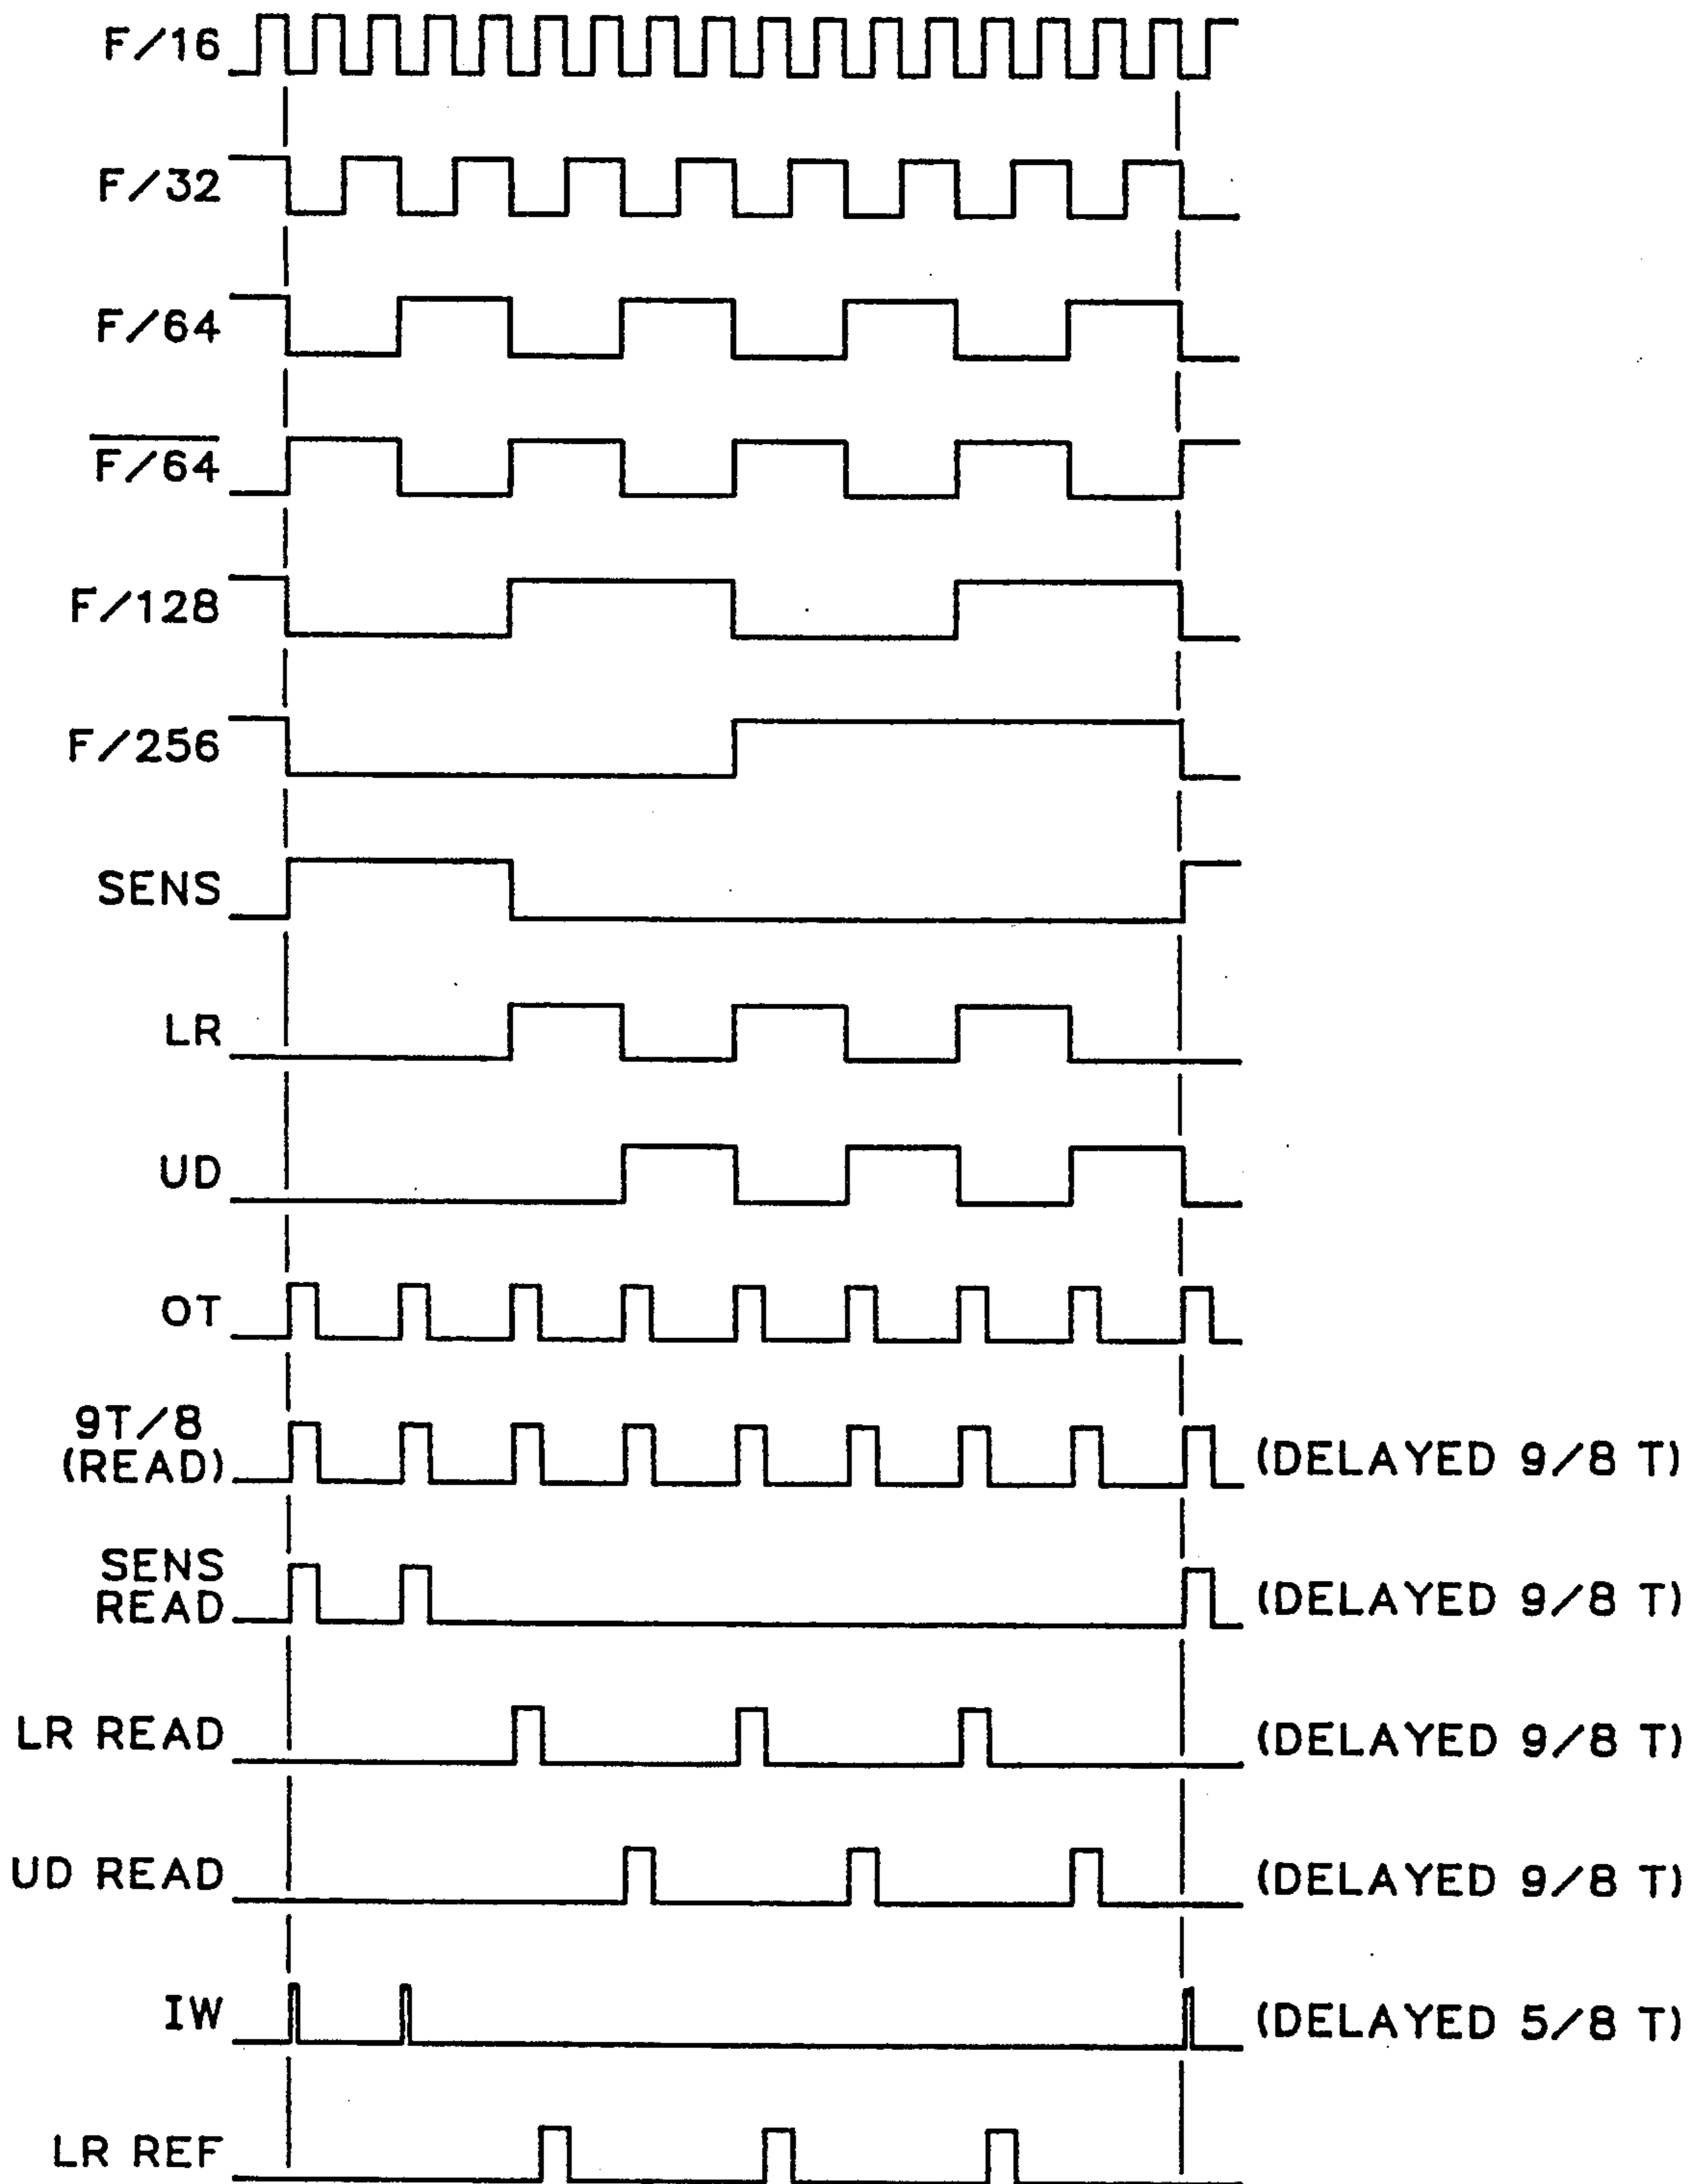 F/16
F/32
F/64
F/64
F/128
F/256
SENS
LR
UD
OT
9T/8
(READ) (DELAYED 9/8 T)
SENS
READ (DELAYED 9/8 T)
LR READ (DELAYED 9/8 T)
UD READ (DELAYED 9/8 T)
IW (DELAYED 5/8 T)
LR REF